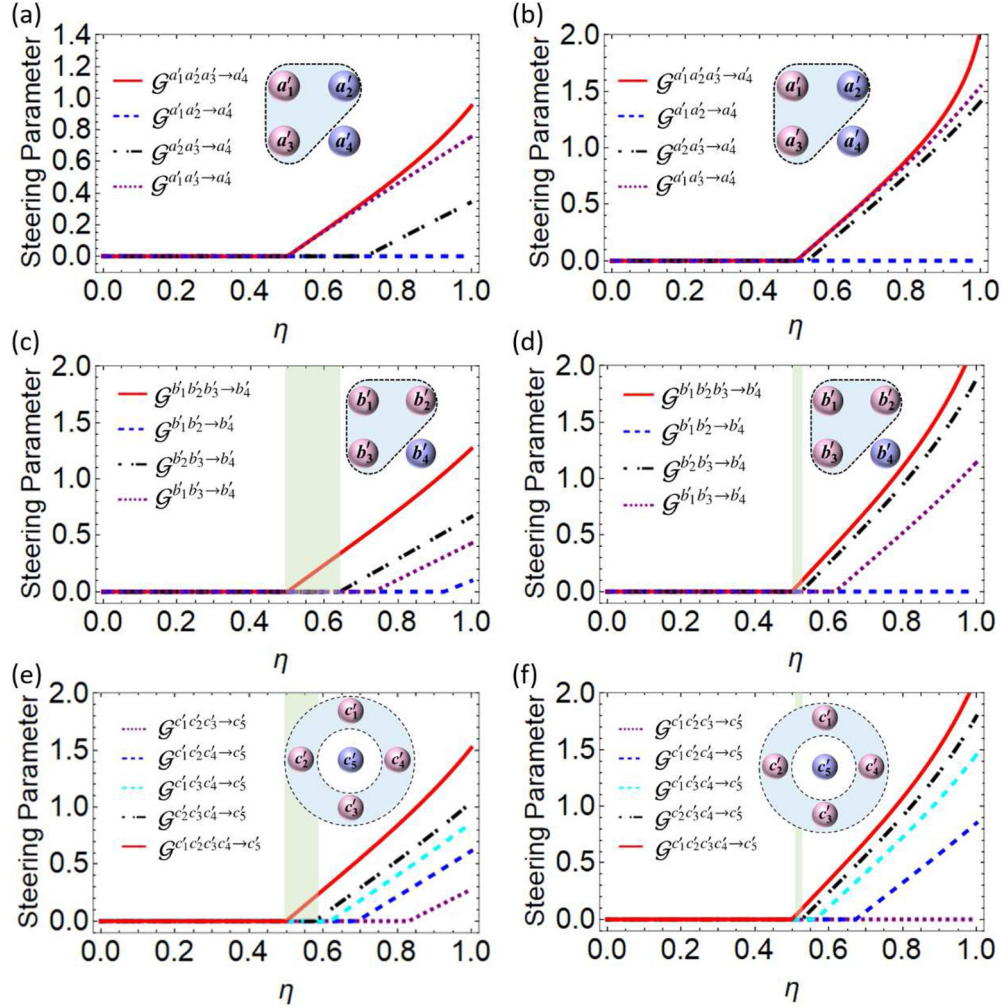 (a)
1.4
1.2
1.0
0.8
0.6
0.4
0.2
0.0
Steering Parameter
𝒢^{a′₁a′₂a′₃→a′₄}
𝒢^{a′₁a′₂→a′₄}
𝒢^{a′₂a′₃→a′₄}
𝒢^{a′₁a′₃→a′₄}
a′₁ a′₂
a′₃ a′₄
0.0 0.2 0.4 0.6 0.8 1.0
η
(b)
2.0
1.5
1.0
0.5
0.0
Steering Parameter
𝒢^{a′₁a′₂a′₃→a′₄}
𝒢^{a′₁a′₂→a′₄}
𝒢^{a′₂a′₃→a′₄}
𝒢^{a′₁a′₃→a′₄}
a′₁ a′₂
a′₃ a′₄
0.0 0.2 0.4 0.6 0.8 1.0
η
(c)
2.0
1.5
1.0
0.5
0.0
Steering Parameter
𝒢^{b′₁b′₂b′₃→b′₄}
𝒢^{b′₁b′₂→b′₄}
𝒢^{b′₂b′₃→b′₄}
𝒢^{b′₁b′₃→b′₄}
b′₁ b′₂
b′₃ b′₄
0.0 0.2 0.4 0.6 0.8 1.0
η
(d)
2.0
1.5
1.0
0.5
0.0
Steering Parameter
𝒢^{b′₁b′₂b′₃→b′₄}
𝒢^{b′₁b′₂→b′₄}
𝒢^{b′₂b′₃→b′₄}
𝒢^{b′₁b′₃→b′₄}
b′₁ b′₂
b′₃ b′₄
0.0 0.2 0.4 0.6 0.8 1.0
η
(e)
2.0
1.5
1.0
0.5
0.0
Steering Parameter
𝒢^{c′₁c′₂c′₃→c′₅}
𝒢^{c′₁c′₂c′₄→c′₅}
𝒢^{c′₁c′₃c′₄→c′₅}
𝒢^{c′₂c′₃c′₄→c′₅}
𝒢^{c′₁c′₂c′₃c′₄→c′₅}
c′₁
c′₂ c′₅ c′₄
c′₃
0.0 0.2 0.4 0.6 0.8 1.0
η
(f)
2.0
1.5
1.0
0.5
0.0
Steering Parameter
𝒢^{c′₁c′₂c′₃→c′₅}
𝒢^{c′₁c′₂c′₄→c′₅}
𝒢^{c′₁c′₃c′₄→c′₅}
𝒢^{c′₂c′₃c′₄→c′₅}
𝒢^{c′₁c′₂c′₃c′₄→c′₅}
c′₁
c′₂ c′₅ c′₄
c′₃
0.0 0.2 0.4 0.6 0.8 1.0
η